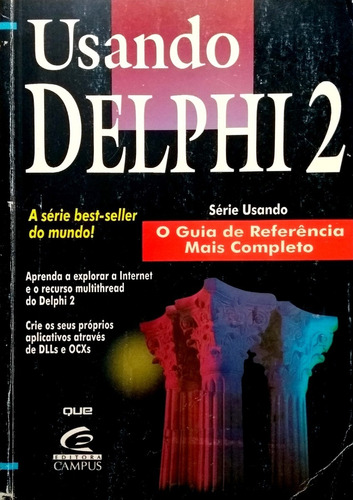 Usando
DELPHI 2
A série best-seller
do mundo!
Série Usando
O Guia de Referência
Mais Completo
Aprenda a explorar a Internet
e o recurso multithread
do Delphi 2
Crie os seus próprios
aplicativos através
de DLLs e OCXs
que
EDITORA
CAMPUS